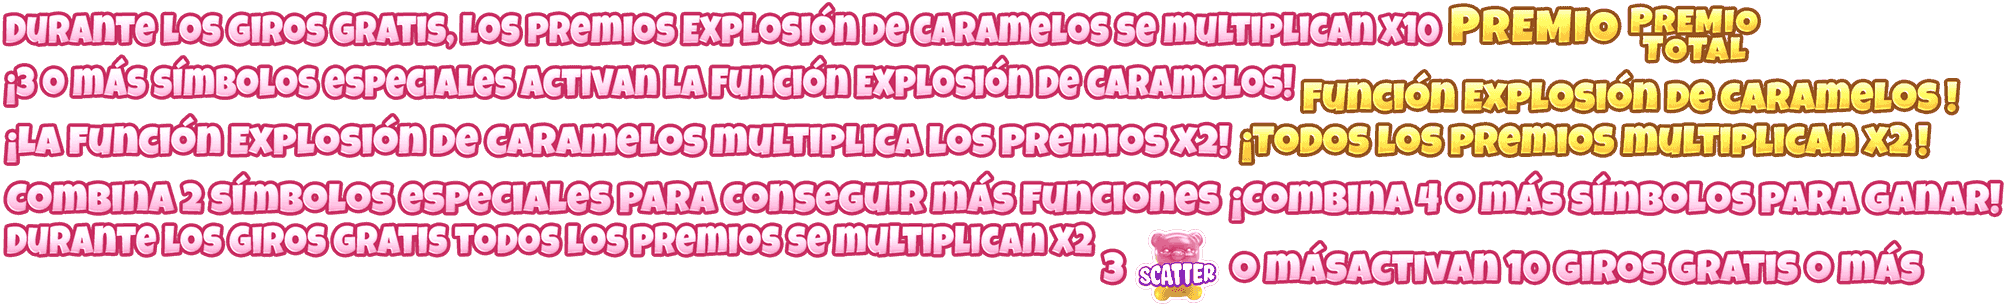 Durante los giros gratis, los premios Explosión de Caramelos se multiplican x10
PREMIO
PREMIO
TOTAL
¡3 o más símbolos especiales activan la Función Explosión de Caramelos!
Función Explosión de Caramelos !
¡La Función Explosión de Caramelos multiplica los premios x2!
¡Todos los premios multiplican x2 !
Combina 2 símbolos especiales para conseguir más funciones
¡Combina 4 o más símbolos para ganar!
Durante los giros gratis todos los premios se multiplican x2
3 SCATTER o másactivan 10 giros gratis o más